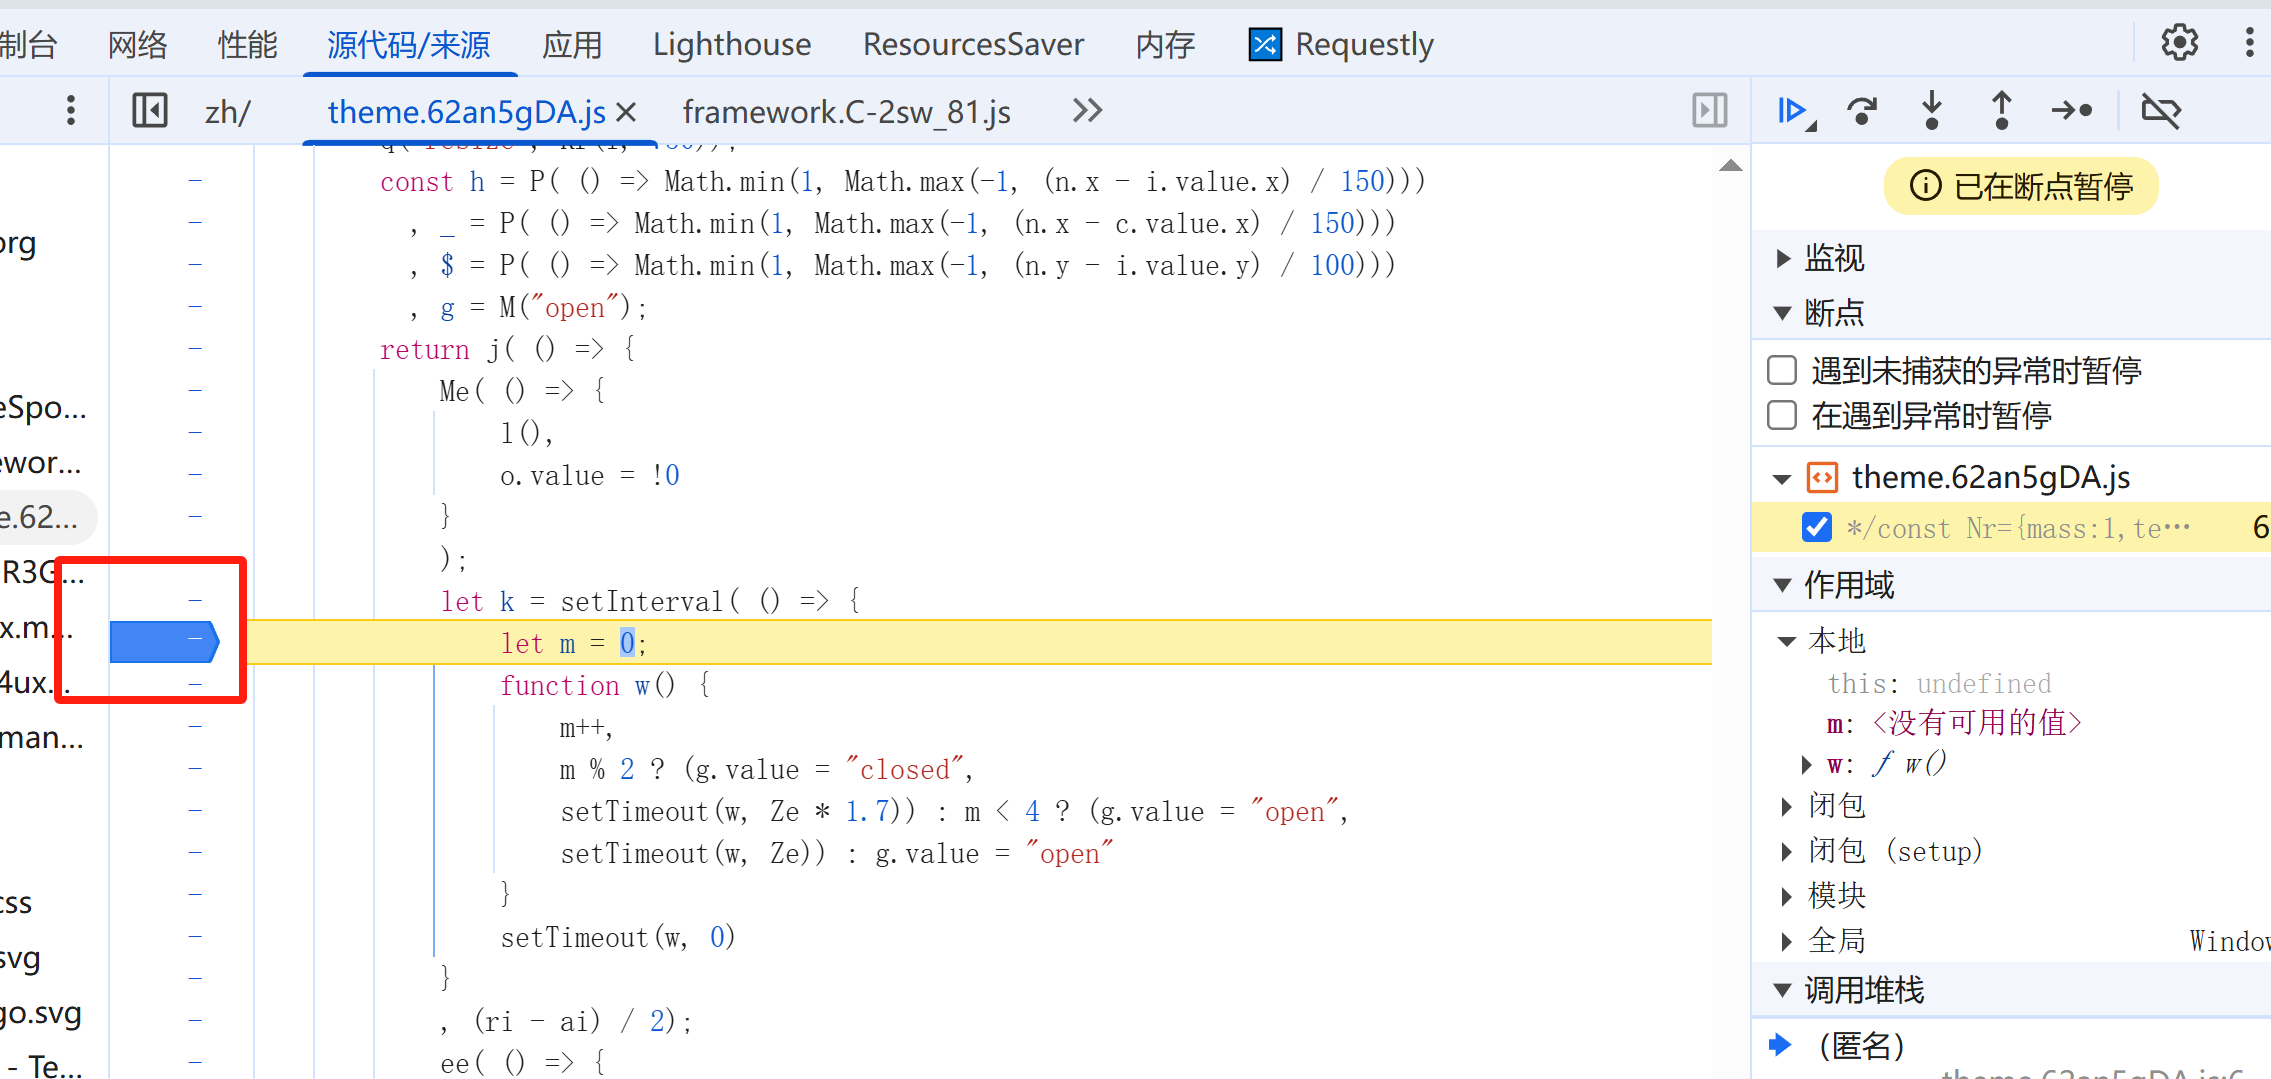 制台 网络 性能 源代码/来源 应用 Lighthouse ResourcesSaver 内存 Requestly
zh/ theme.62an5gDA.js framework.C-2sw_81.js
org
eSpo...
ewor...
e.62...
R3G...
x.m...
4ux...
man...
css
svg
go.svg
- Te...
const h = P( () => Math.min(1, Math.max(-1, (n.x - i.value.x) / 150)))
, _ = P( () => Math.min(1, Math.max(-1, (n.x - c.value.x) / 150)))
, $ = P( () => Math.min(1, Math.max(-1, (n.y - i.value.y) / 100)))
, g = M("open");
return j( () => {
Me( () => {
l(),
o.value = !0
}
);
let k = setInterval( () => {
let m = 0;
function w() {
m++,
m % 2 ? (g.value = "closed",
setTimeout(w, Ze * 1.7)) : m < 4 ? (g.value = "open",
setTimeout(w, Ze)) : g.value = "open"
}
setTimeout(w, 0)
}
, (ri - ai) / 2);
ee( () => {
已在断点暂停
监视
断点
遇到未捕获的异常时暂停
在遇到异常时暂停
theme.62an5gDA.js
*/const Nr={mass:1,te… 6
作用域
本地
this: undefined
m: <没有可用的值>
w: ƒ w()
闭包
闭包 (setup)
模块
全局 Window
调用堆栈
(匿名)